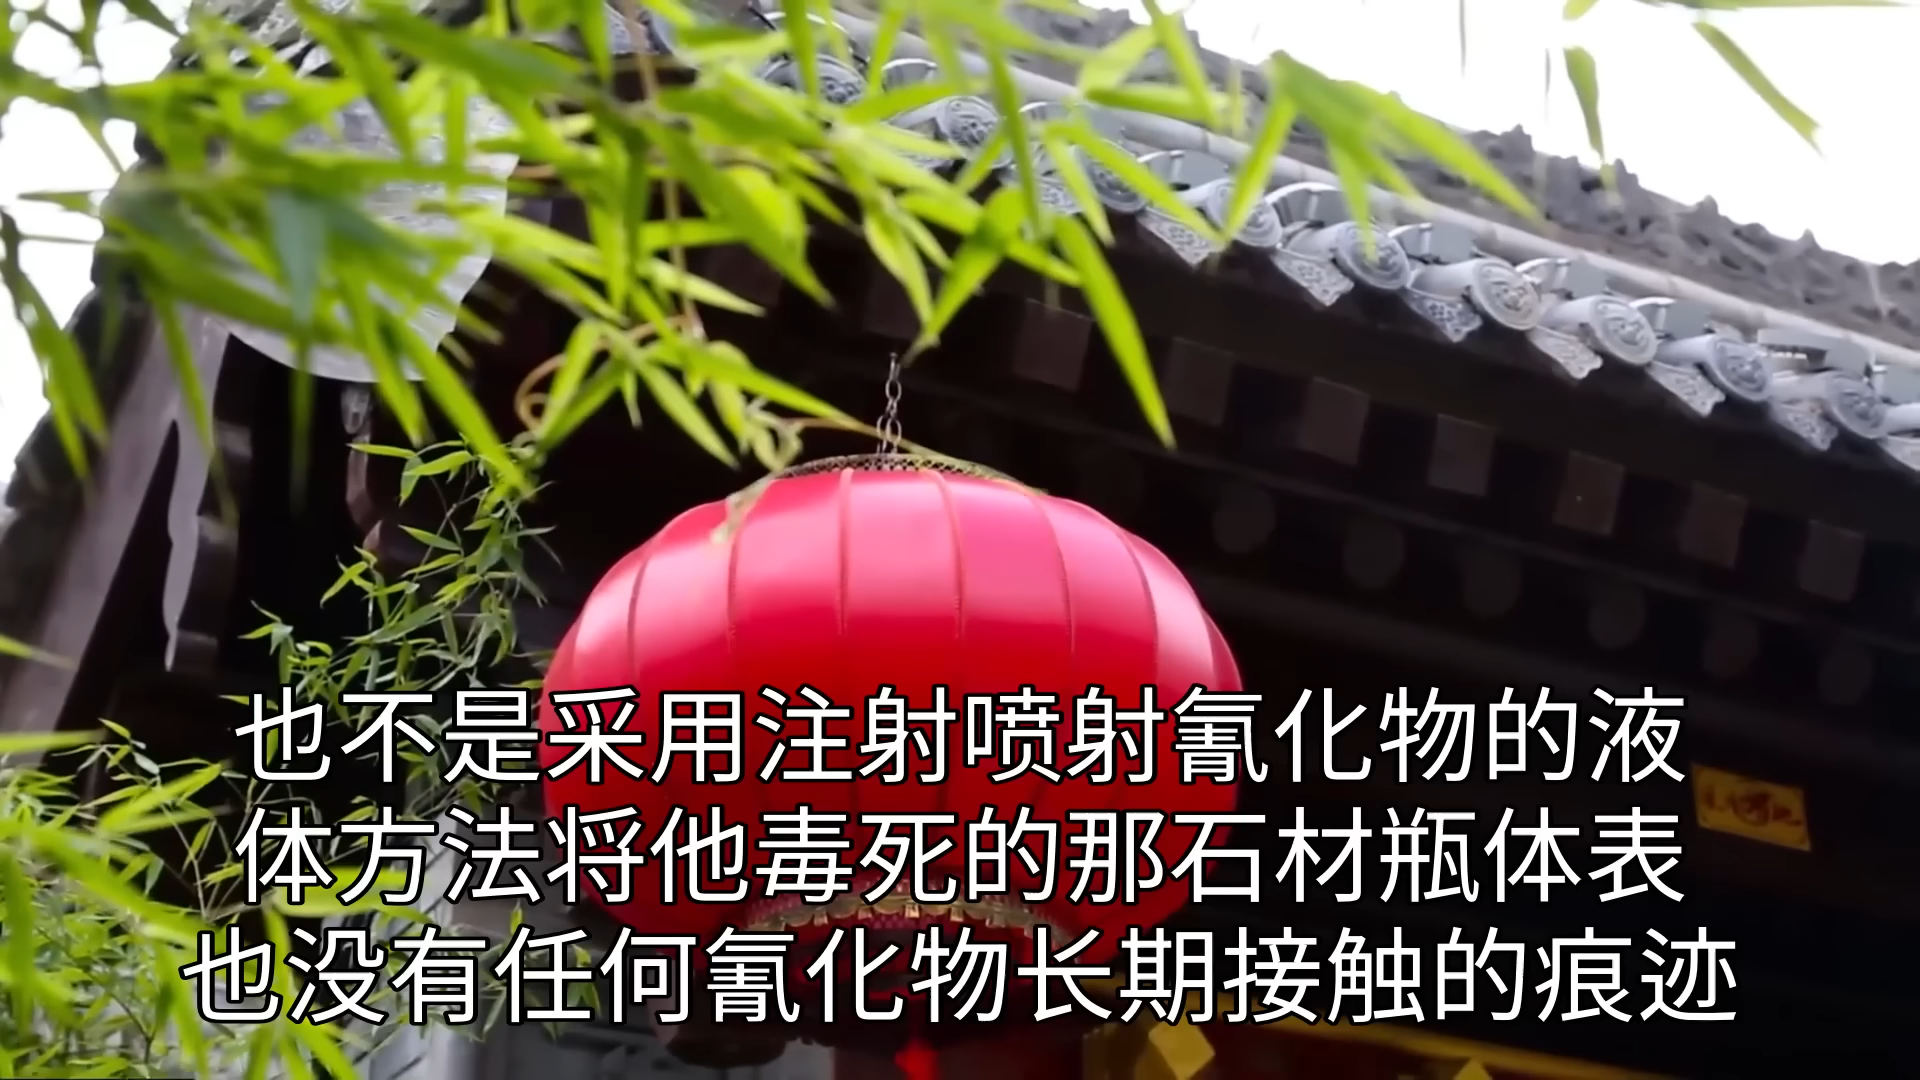 也不是采用注射喷射氰化物的液
体方法将他毒死的那石材瓶体表
也没有任何氰化物长期接触的痕迹